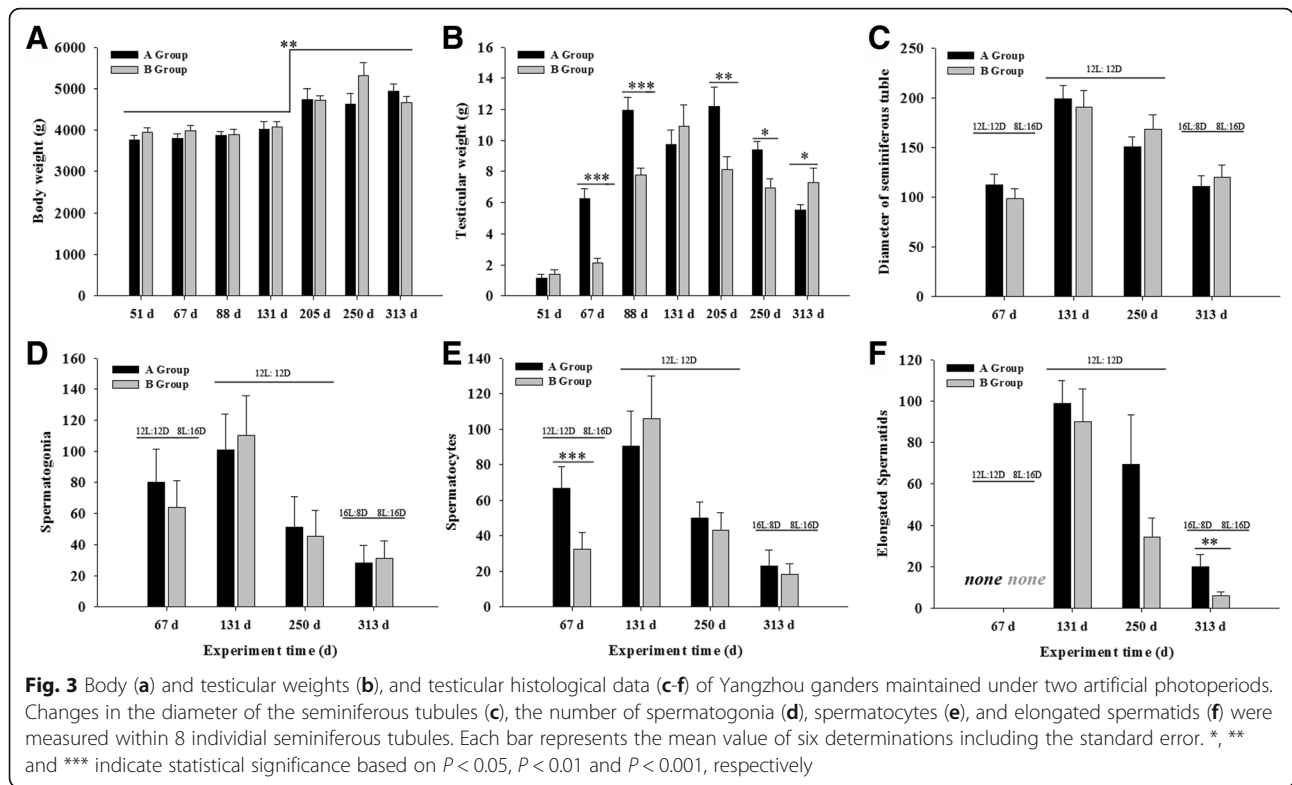 A
B
C
Body weight (g)
6000
5000
4000
3000
2000
1000
0
**
A Group
B Group
51 d 67 d 88 d 131 d 205 d 250 d 313 d
Testicular weight (g)
16
14
12
10
8
6
4
2
0
A Group
B Group
***
***
**
*
*
51 d 67 d 88 d 131 d 205 d 250 d 313 d
Diameter of seminiferous tuble
250
200
150
100
50
0
A Group
B Group
12L: 12D
12L:12D 8L:16D
16L:8D 8L:16D
67 d 131 d 250 d 313 d
D
E
F
Spermatogonia
160
140
120
100
80
60
40
20
0
A Group
B Group
12L: 12D
12L:12D 8L:16D
16L:8D 8L:16D
67 d 131 d 250 d 313 d
Experiment time (d)
Spermatocytes
140
120
100
80
60
40
20
0
A Group
B Group
12L: 12D
12L:12D 8L:16D
***
16L:8D 8L:16D
67 d 131 d 250 d 313 d
Experiment time (d)
Elongated Spermatids
120
100
80
60
40
20
0
A Group
B Group
12L: 12D
12L:12D 8L:16D
16L:8D 8L:16D
**
none none
67 d 131 d 250 d 313 d
Experiment time (d)
Fig. 3 Body (a) and testicular weights (b), and testicular histological data (c-f) of Yangzhou ganders maintained under two artificial photoperiods.
Changes in the diameter of the seminiferous tubules (c), the number of spermatogonia (d), spermatocytes (e), and elongated spermatids (f) were
measured within 8 individial seminiferous tubules. Each bar represents the mean value of six determinations including the standard error. *, **
and *** indicate statistical significance based on P < 0.05, P < 0.01 and P < 0.001, respectively